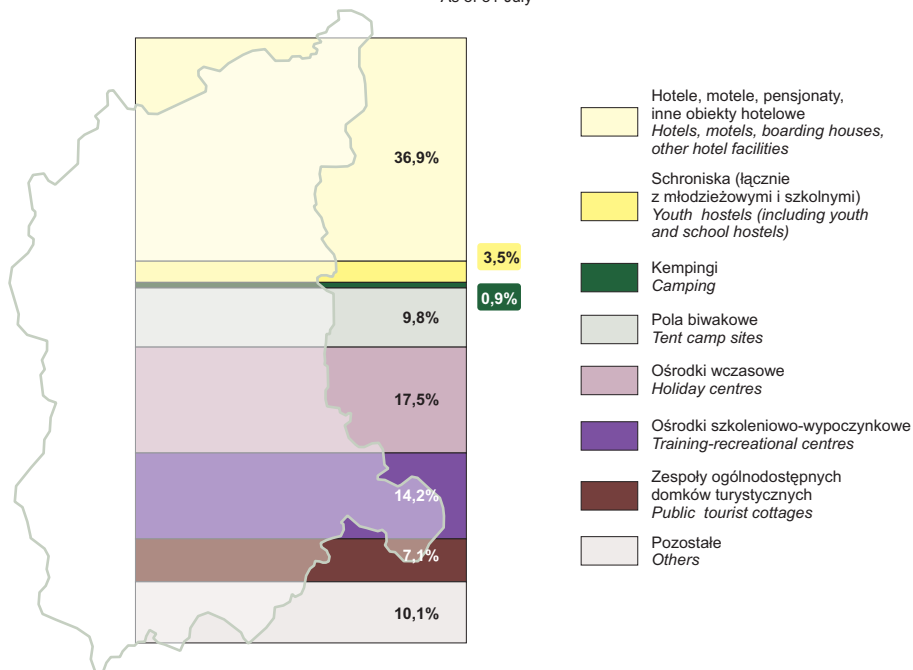 As of 31 July
36,9%
3,5%
0,9%
9,8%
17,5%
14,2%
7,1%
10,1%
Hotele, motele, pensjonaty,
inne obiekty hotelowe
Hotels, motels, boarding houses,
other hotel facilities
Schroniska (łącznie
z młodzieżowymi i szkolnymi)
Youth hostels (including youth
and school hostels)
Kempingi
Camping
Pola biwakowe
Tent camp sites
Ośrodki wczasowe
Holiday centres
Ośrodki szkoleniowo-wypoczynkowe
Training-recreational centres
Zespoły ogólnodostępnych
domków turystycznych
Public tourist cottages
Pozostałe
Others